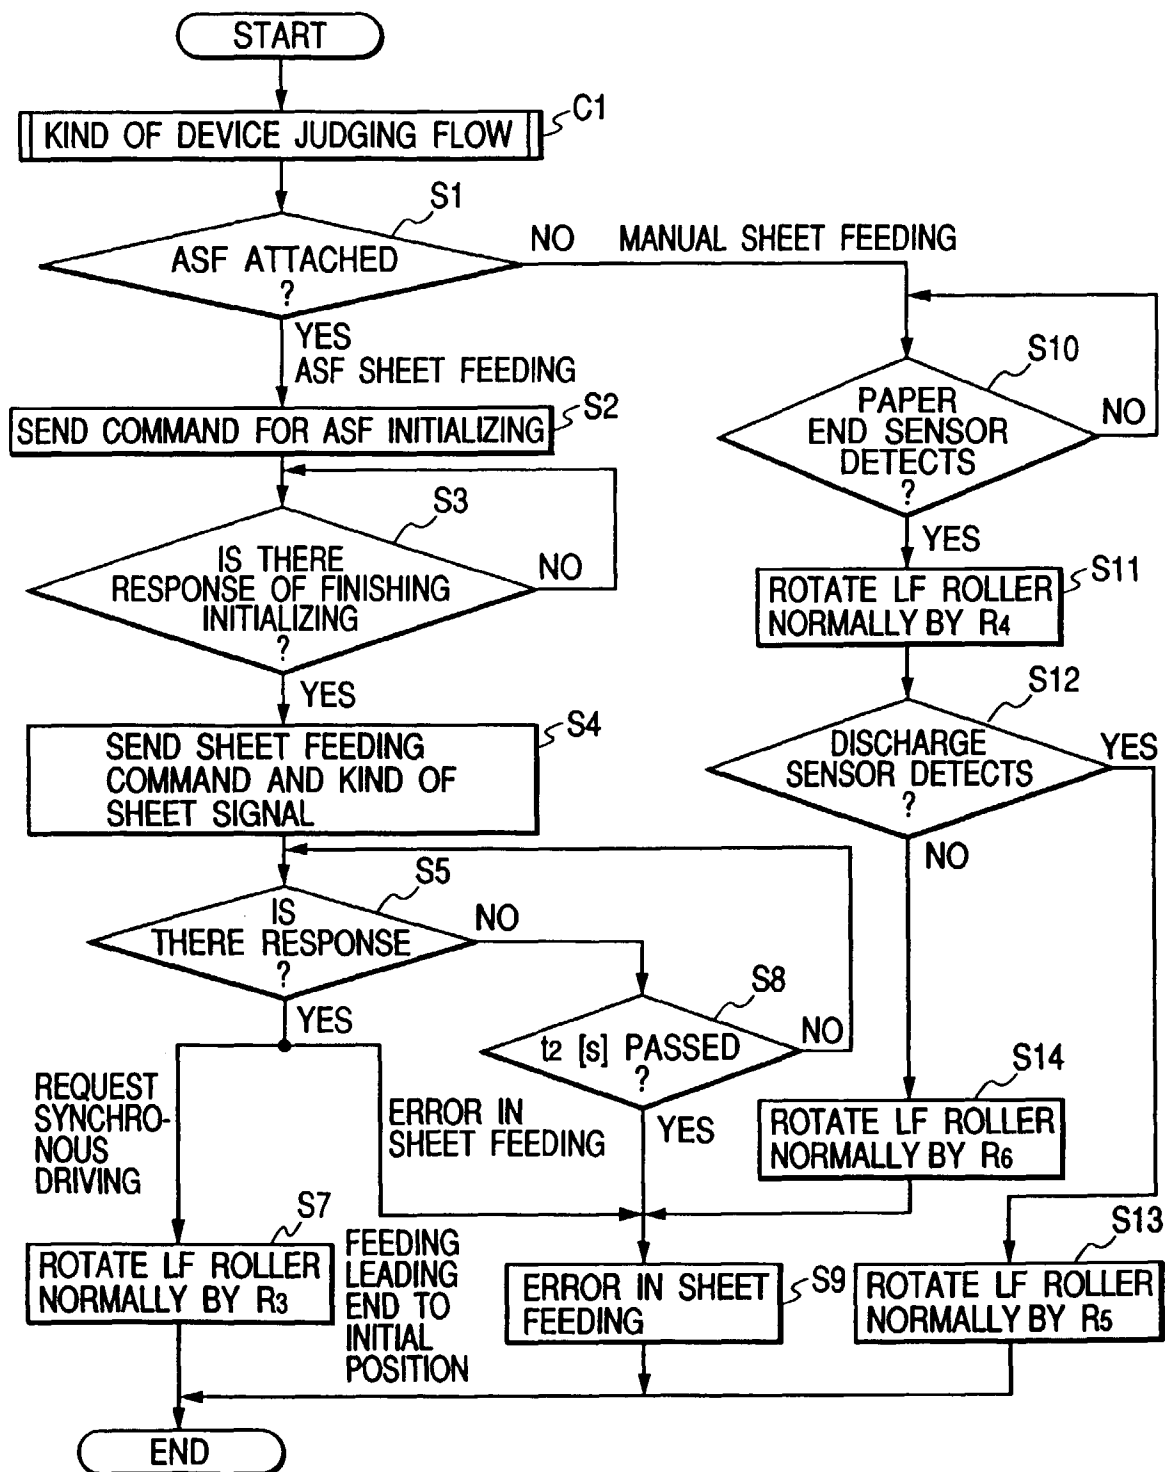 START
KIND OF DEVICE JUDGING FLOW
C1
S1
ASF ATTACHED
?
NO MANUAL SHEET FEEDING
YES
ASF SHEET FEEDING
S2
SEND COMMAND FOR ASF INITIALIZING
S3
IS THERE
RESPONSE OF FINISHING
INITIALIZING
?
NO
YES
S4
SEND SHEET FEEDING
COMMAND AND KIND OF
SHEET SIGNAL
S5
IS
THERE RESPONSE
?
NO
YES
S8
t2 [s] PASSED
?
NO
YES
REQUEST
SYNCHRO-
NOUS
DRIVING
ERROR IN
SHEET FEEDING
S7
ROTATE LF ROLLER
NORMALLY BY R3
FEEDING
LEADING
END TO
INITIAL
POSITION
S9
ERROR IN SHEET
FEEDING
S10
PAPER
END SENSOR
DETECTS
?
NO
YES
S11
ROTATE LF ROLLER
NORMALLY BY R4
S12
DISCHARGE
SENSOR DETECTS
?
YES
NO
S14
ROTATE LF ROLLER
NORMALLY BY R6
S13
ROTATE LF ROLLER
NORMALLY BY R5
END